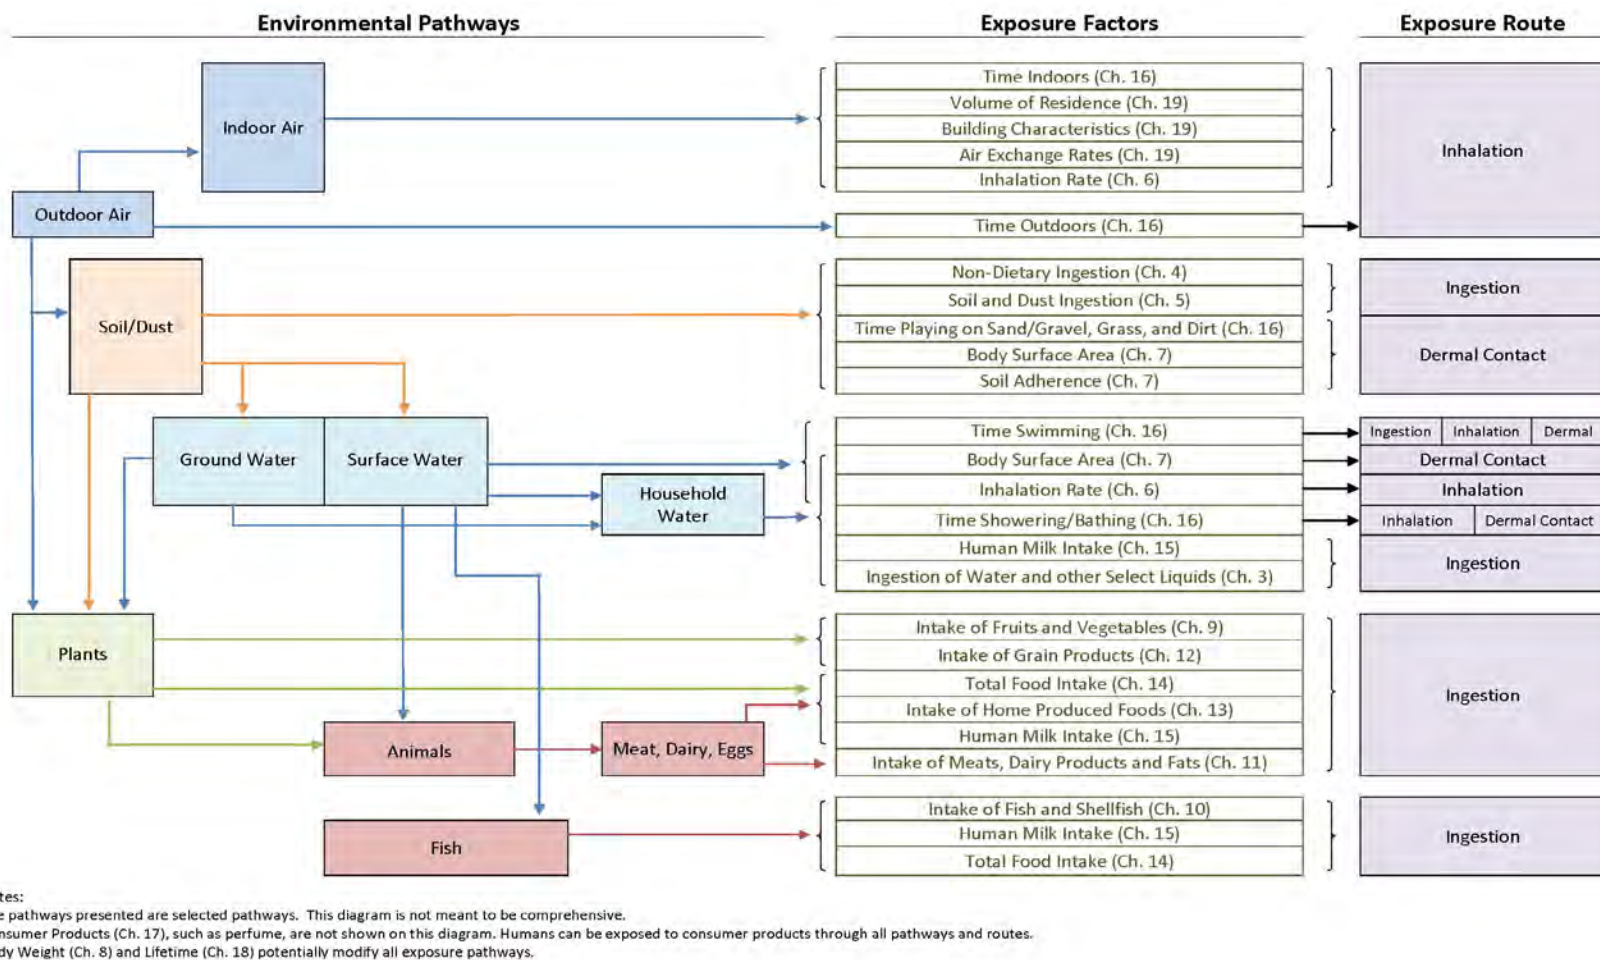 Environmental Pathways
Exposure Factors
Exposure Route
Indoor Air
Outdoor Air
Soil/Dust
Ground Water
Surface Water
Household
Water
Plants
Animals
Meat, Dairy, Eggs
Fish
Time Indoors (Ch. 16)
Volume of Residence (Ch. 19)
Building Characteristics (Ch. 19)
Air Exchange Rates (Ch. 19)
Inhalation Rate (Ch. 6)
Time Outdoors (Ch. 16)
Inhalation
Non-Dietary Ingestion (Ch. 4)
Soil and Dust Ingestion (Ch. 5)
Ingestion
Time Playing on Sand/Gravel, Grass, and Dirt (Ch. 16)
Body Surface Area (Ch. 7)
Soil Adherence (Ch. 7)
Dermal Contact
Time Swimming (Ch. 16)
Ingestion Inhalation Dermal
Body Surface Area (Ch. 7)
Dermal Contact
Inhalation Rate (Ch. 6)
Inhalation
Time Showering/Bathing (Ch. 16)
Inhalation Dermal Contact
Human Milk Intake (Ch. 15)
Ingestion of Water and other Select Liquids (Ch. 3)
Ingestion
Intake of Fruits and Vegetables (Ch. 9)
Intake of Grain Products (Ch. 12)
Total Food Intake (Ch. 14)
Intake of Home Produced Foods (Ch. 13)
Human Milk Intake (Ch. 15)
Intake of Meats, Dairy Products and Fats (Ch. 11)
Ingestion
Intake of Fish and Shellfish (Ch. 10)
Human Milk Intake (Ch. 15)
Total Food Intake (Ch. 14)
Ingestion
tes:
e pathways presented are selected pathways. This diagram is not meant to be comprehensive.
nsumer Products (Ch. 17), such as perfume, are not shown on this diagram. Humans can be exposed to consumer products through all pathways and routes.
dy Weight (Ch. 8) and Lifetime (Ch. 18) potentially modify all exposure pathways.